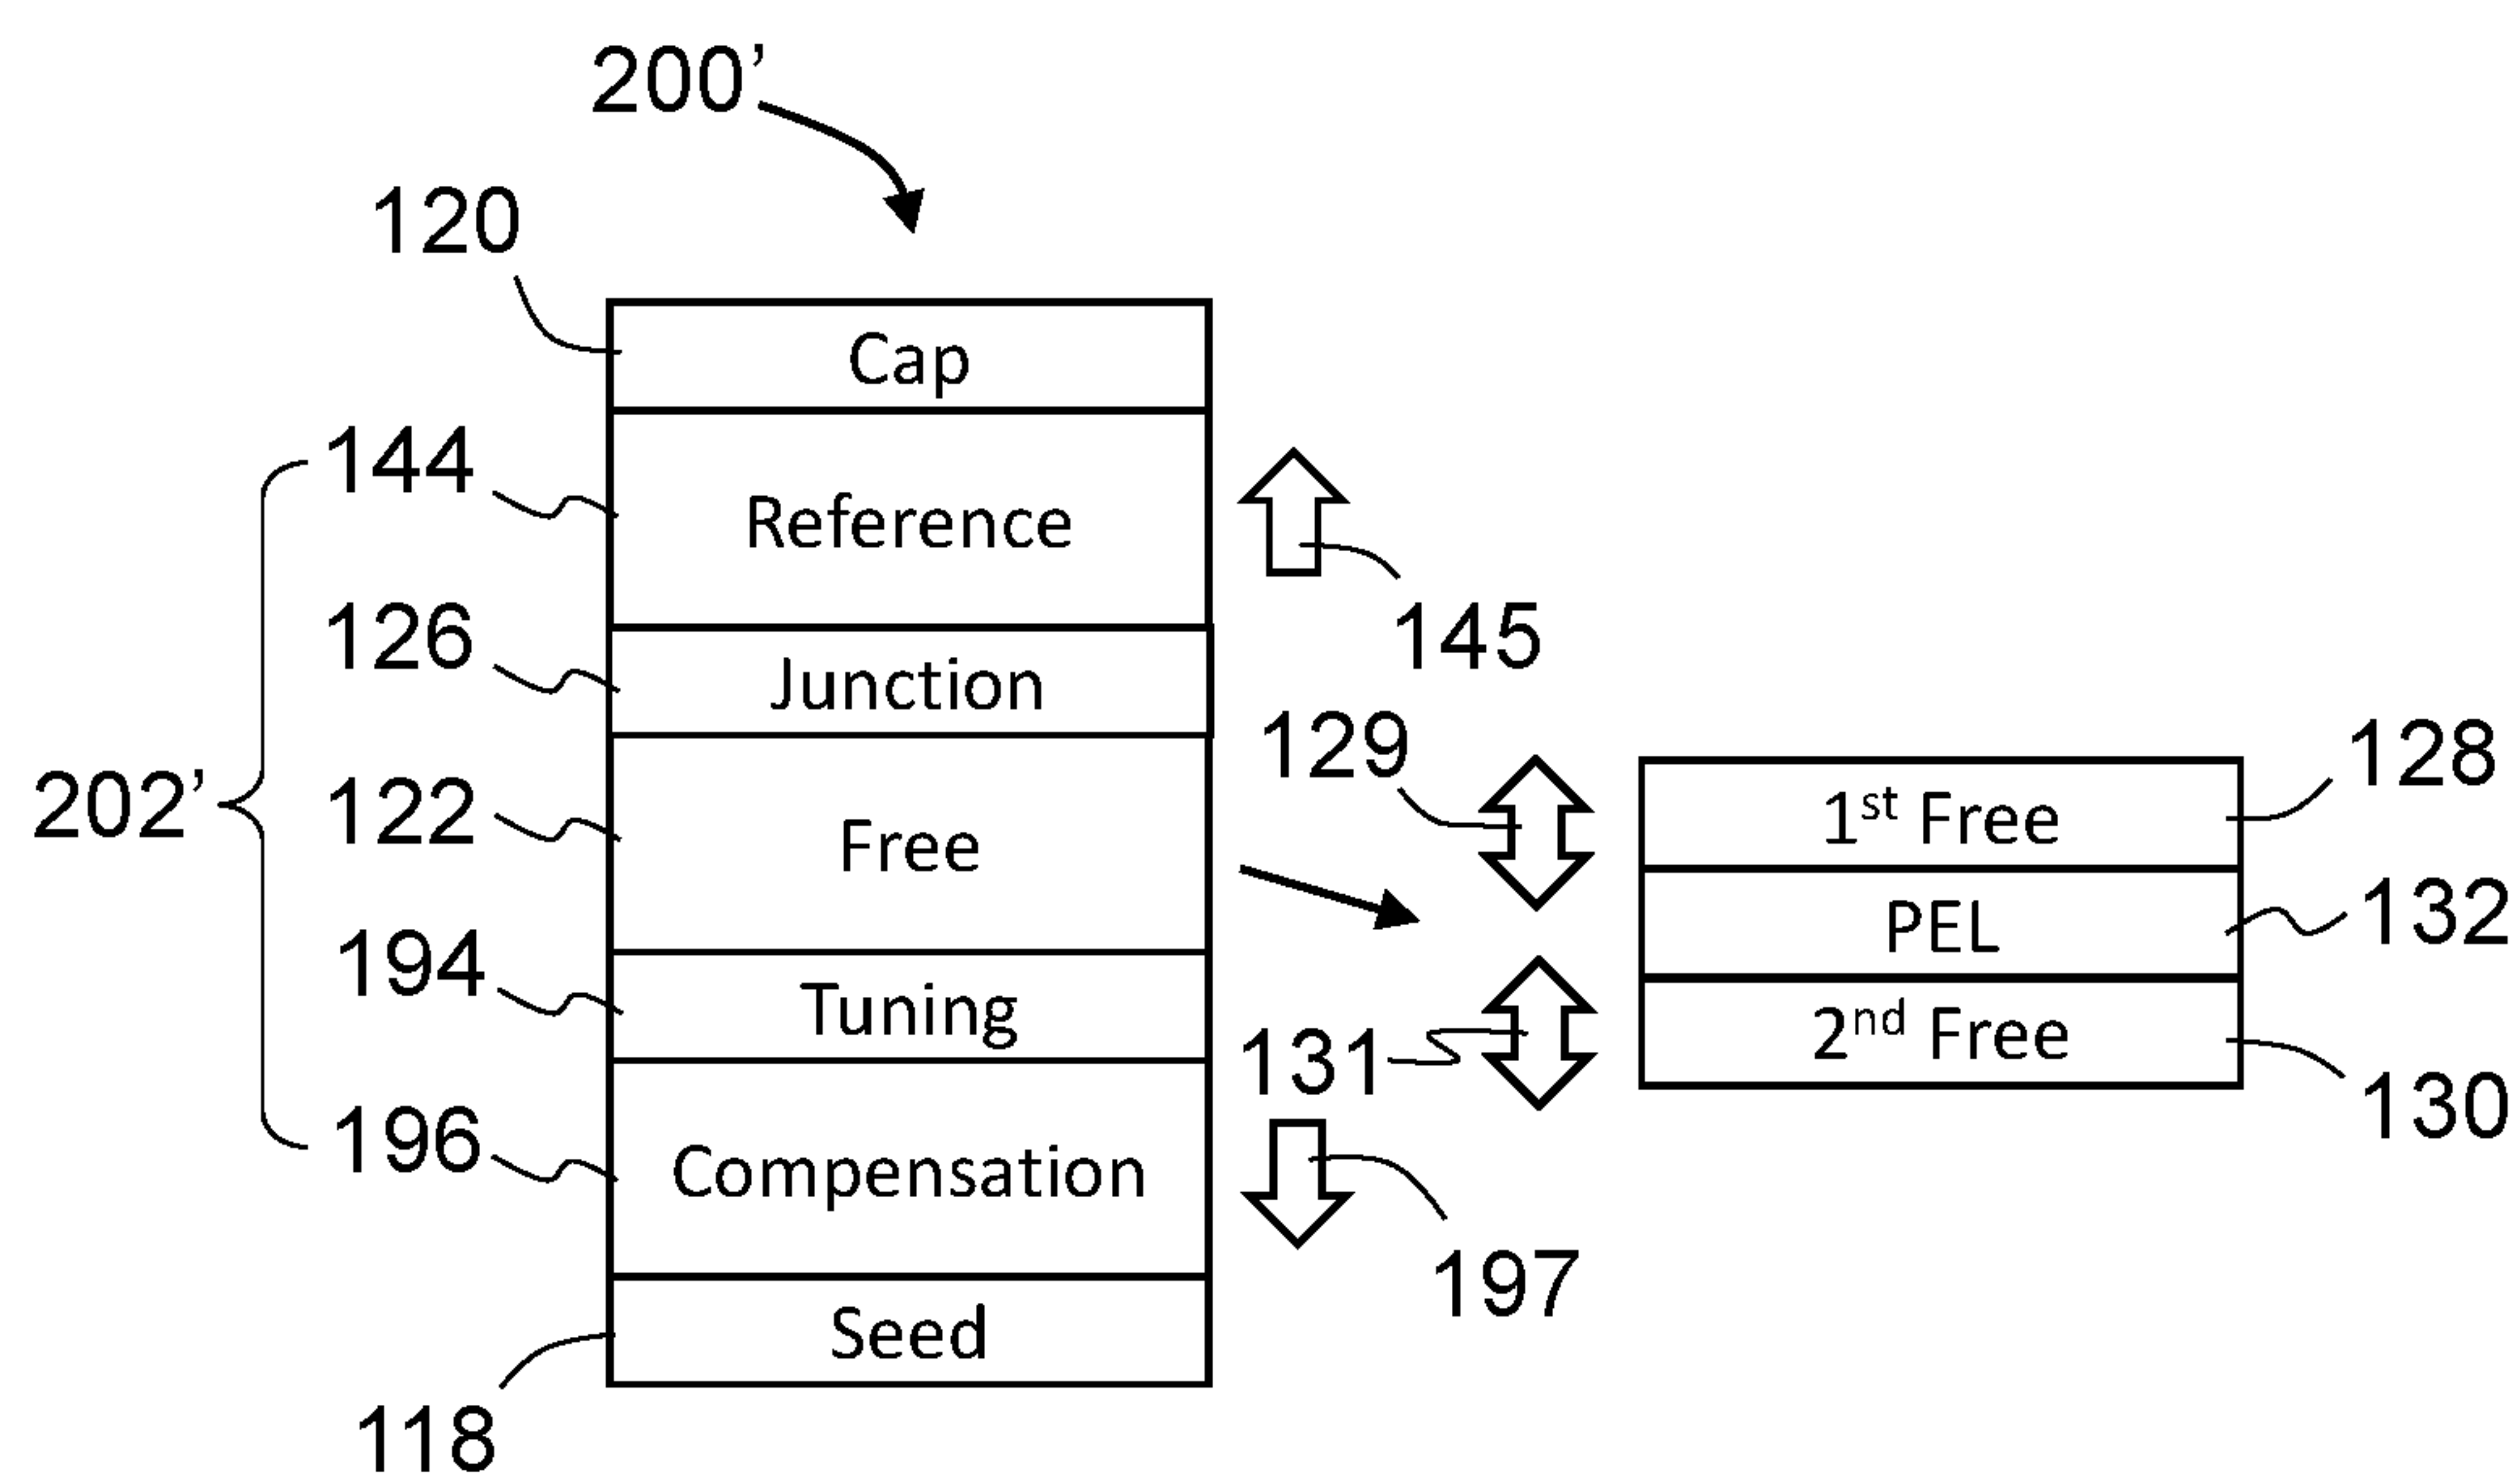 200’
120
Cap
144
Reference
145
126
Junction
129
128
1st Free
202’
122
Free
132
PEL
194
Tuning
131
2nd Free
130
196
Compensation
197
Seed
118